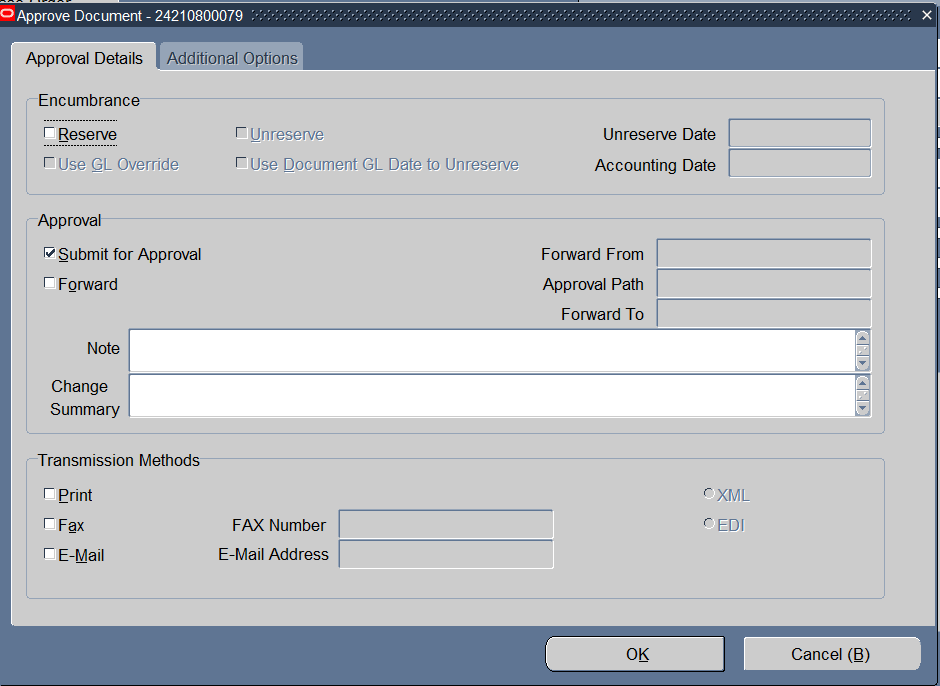 Approve Document - 24210800079
Approval Details
Additional Options
Encumbrance
Reserve
Unreserve
Unreserve Date
Use GL Override
Use Document GL Date to Unreserve
Accounting Date
Approval
Submit for Approval
Forward From
Forward
Approval Path
Forward To
Note
Change
Summary
Transmission Methods
Print
XML
Fax
FAX Number
EDI
E-Mail
E-Mail Address
OK
Cancel (B)